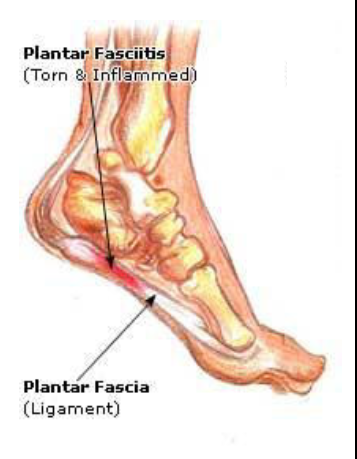 Plantar Fasciitis
(Torn & Inflammed)
Plantar Fascia
(Ligament)